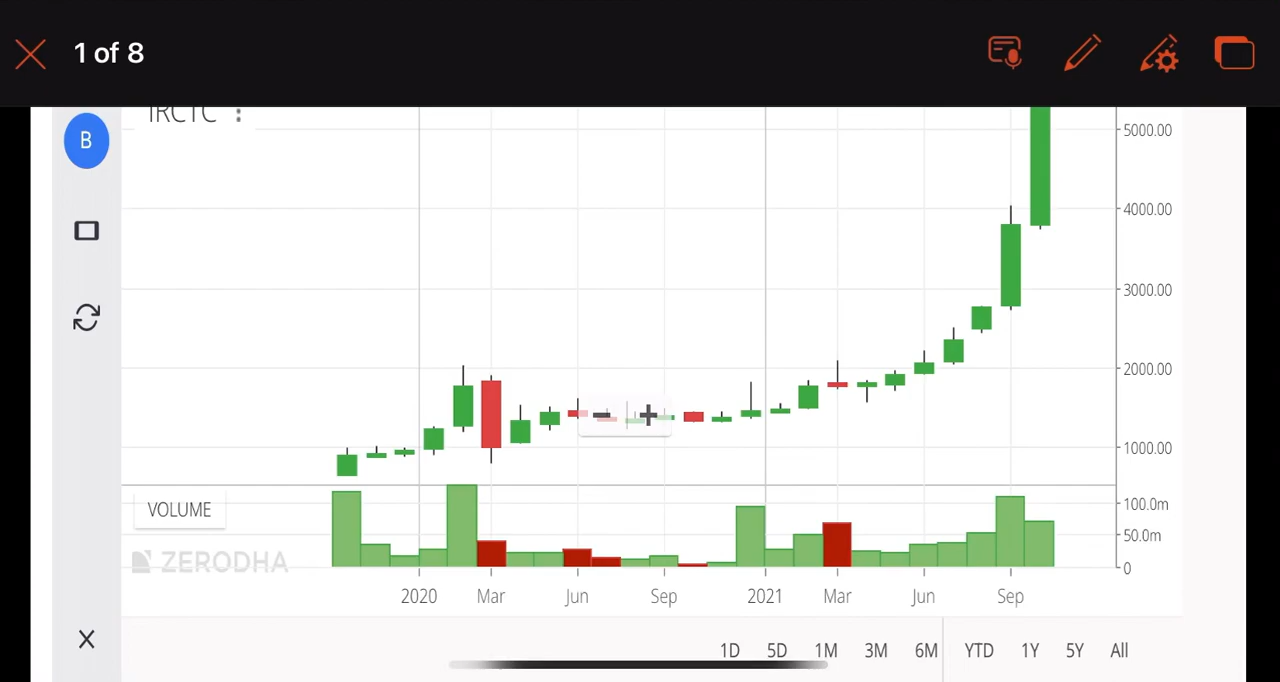 1 of 8
IRCTC
B
5000.00
4000.00
3000.00
2000.00
1000.00
VOLUME
100.0m
50.0m
0
ZERODHA
2020 Mar Jun Sep 2021 Mar Jun Sep
1D 5D 1M 3M 6M YTD 1Y 5Y All